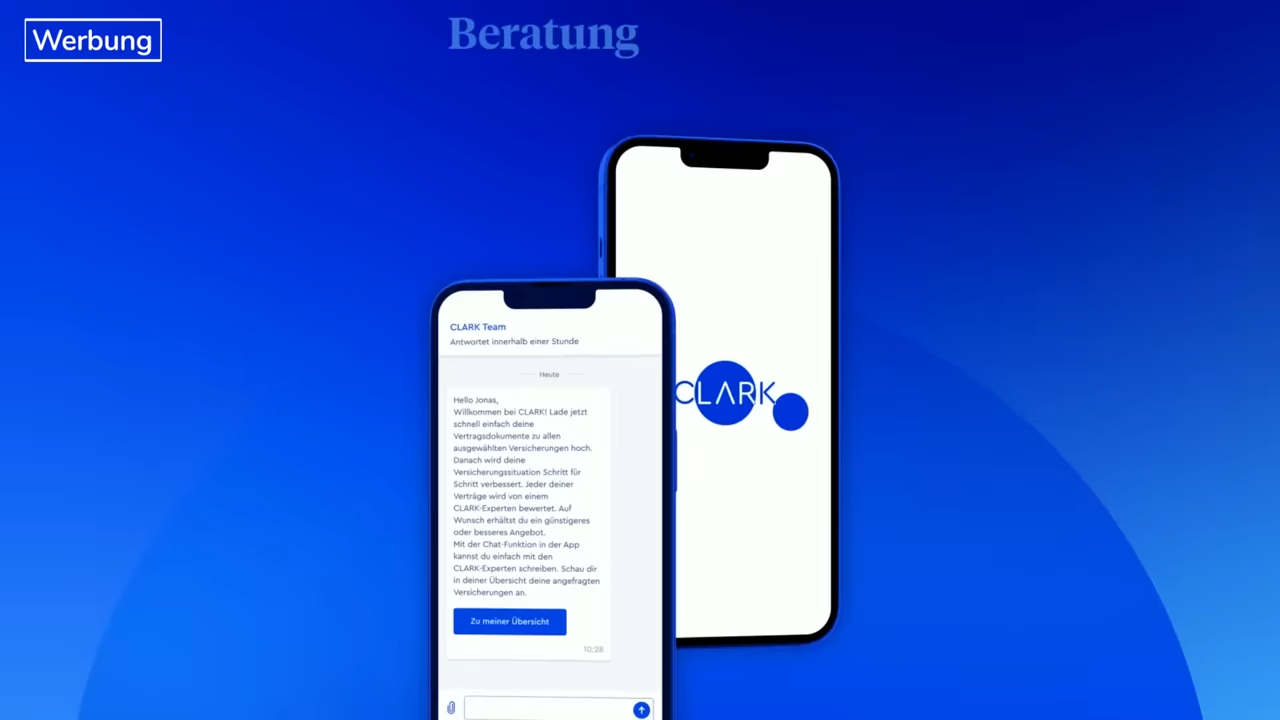 Werbung
Beratung
CLARK
CLARK Team
Antwortet innerhalb einer Stunde
Heute
Hello Jonas,
Willkommen bei CLARK! Lade jetzt
schnell einfach deine
Vertragsdokumente zu allen
ausgewählten Versicherungen hoch.
Danach wird deine
Versicherungssituation Schritt für
Schritt verbessert. Jeder deiner
Verträge wird von einem
CLARK-Experten bewertet. Auf
Wunsch erhältst du ein günstigeres
oder besseres Angebot.
Mit der Chat-Funktion in der App
kannst du einfach mit den
CLARK-Experten schreiben. Schau dir
in deiner Übersicht deine angefragten
Versicherungen an.
Zu meiner Übersicht
10:28